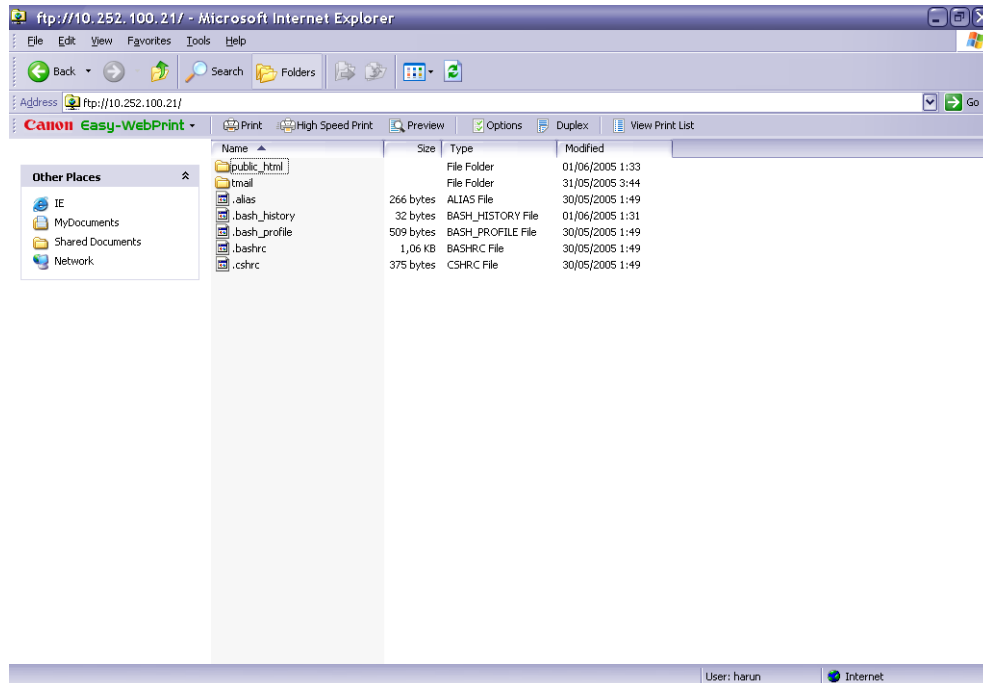 ftp://10.252.100.21/ - Microsoft Internet Explorer
File Edit View Favorites Tools Help
Back Search Folders
Address ftp://10.252.100.21/ Go
Canon Easy-WebPrint Print High Speed Print Preview Options Duplex View Print List
Name Size Type Modified
Other Places
IE
MyDocuments
Shared Documents
Network
public_html File Folder 01/06/2005 1:33
tmail File Folder 31/05/2005 3:44
.alias 266 bytes ALIAS File 30/05/2005 1:49
.bash_history 32 bytes BASH_HISTORY File 01/06/2005 1:31
.bash_profile 509 bytes BASH_PROFILE File 30/05/2005 1:49
.bashrc 1,06 KB BASHRC File 30/05/2005 1:49
.cshrc 375 bytes CSHRC File 30/05/2005 1:49
User: harun Internet